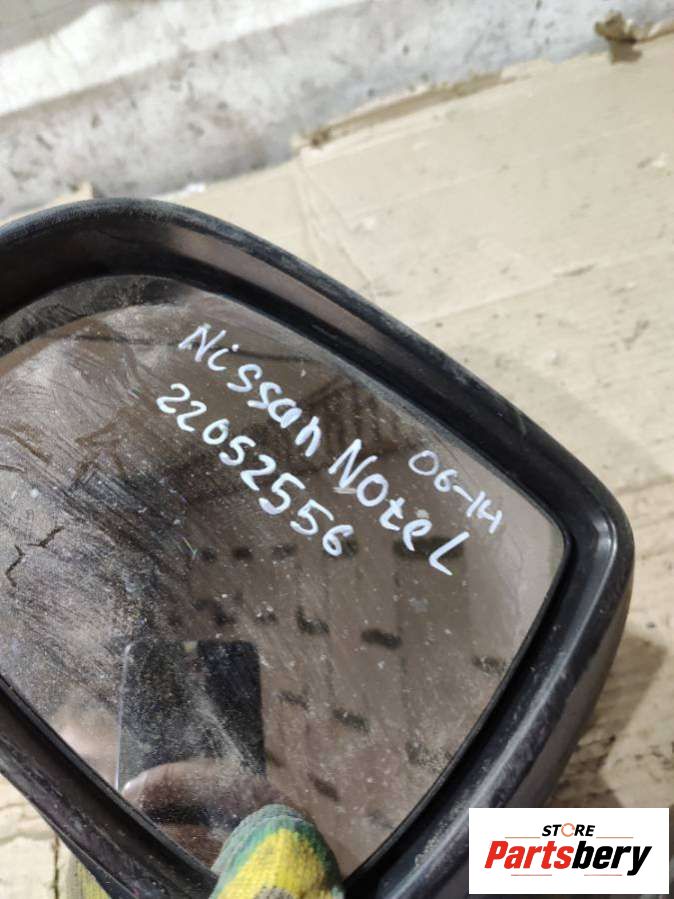 Nissan Note L
06-14
22052556
STORE
Partsbery